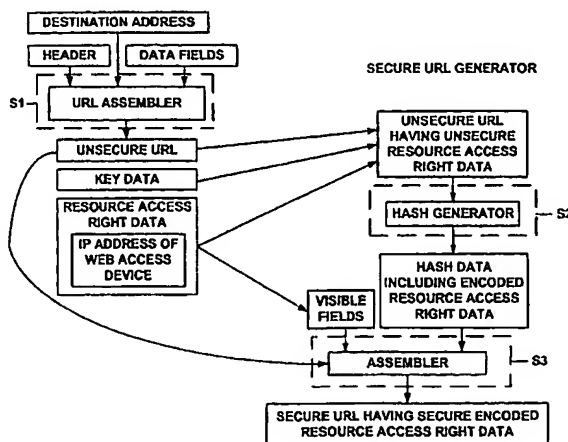 DESTINATION ADDRESS
HEADER
DATA FIELDS
SECURE URL GENERATOR
S1
URL ASSEMBLER
UNSECURE URL
KEY DATA
RESOURCE ACCESS
RIGHT DATA
IP ADDRESS OF
WEB ACCESS
DEVICE
UNSECURE URL
HAVING UNSECURE
RESOURCE ACCESS
RIGHT DATA
HASH GENERATOR
S2
HASH DATA
INCLUDING ENCODED
RESOURCE ACCESS
RIGHT DATA
VISIBLE
FIELDS
ASSEMBLER
S3
SECURE URL HAVING SECURE ENCODED
RESOURCE ACCESS RIGHT DATA